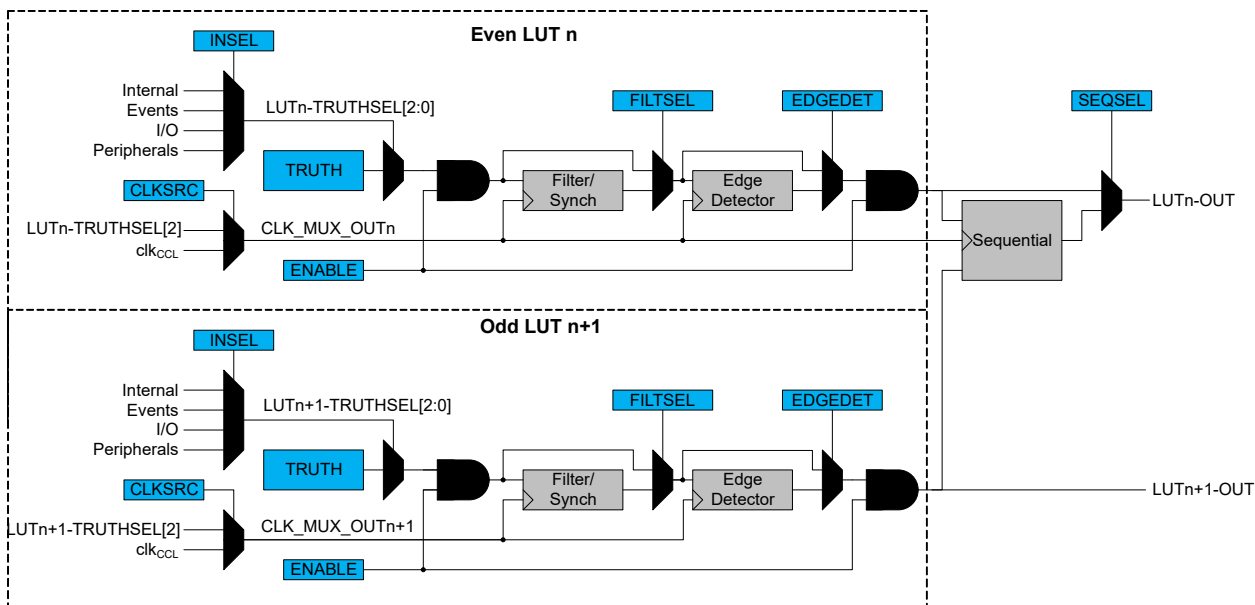 Even LUT n
INSEL
Internal
Events
I/O
Peripherals
LUTn-TRUTHSEL[2:0]
FILTSEL
EDGEDET
SEQSEL
TRUTH
Filter/
Synch
Edge
Detector
CLKSRC
LUTn-TRUTHSEL[2]
clkCCL
CLK_MUX_OUTn
ENABLE
Sequential
LUTn-OUT
Odd LUT n+1
INSEL
Internal
Events
I/O
Peripherals
LUTn+1-TRUTHSEL[2:0]
FILTSEL
EDGEDET
TRUTH
Filter/
Synch
Edge
Detector
CLKSRC
LUTn+1-TRUTHSEL[2]
clkCCL
CLK_MUX_OUTn+1
ENABLE
LUTn+1-OUT